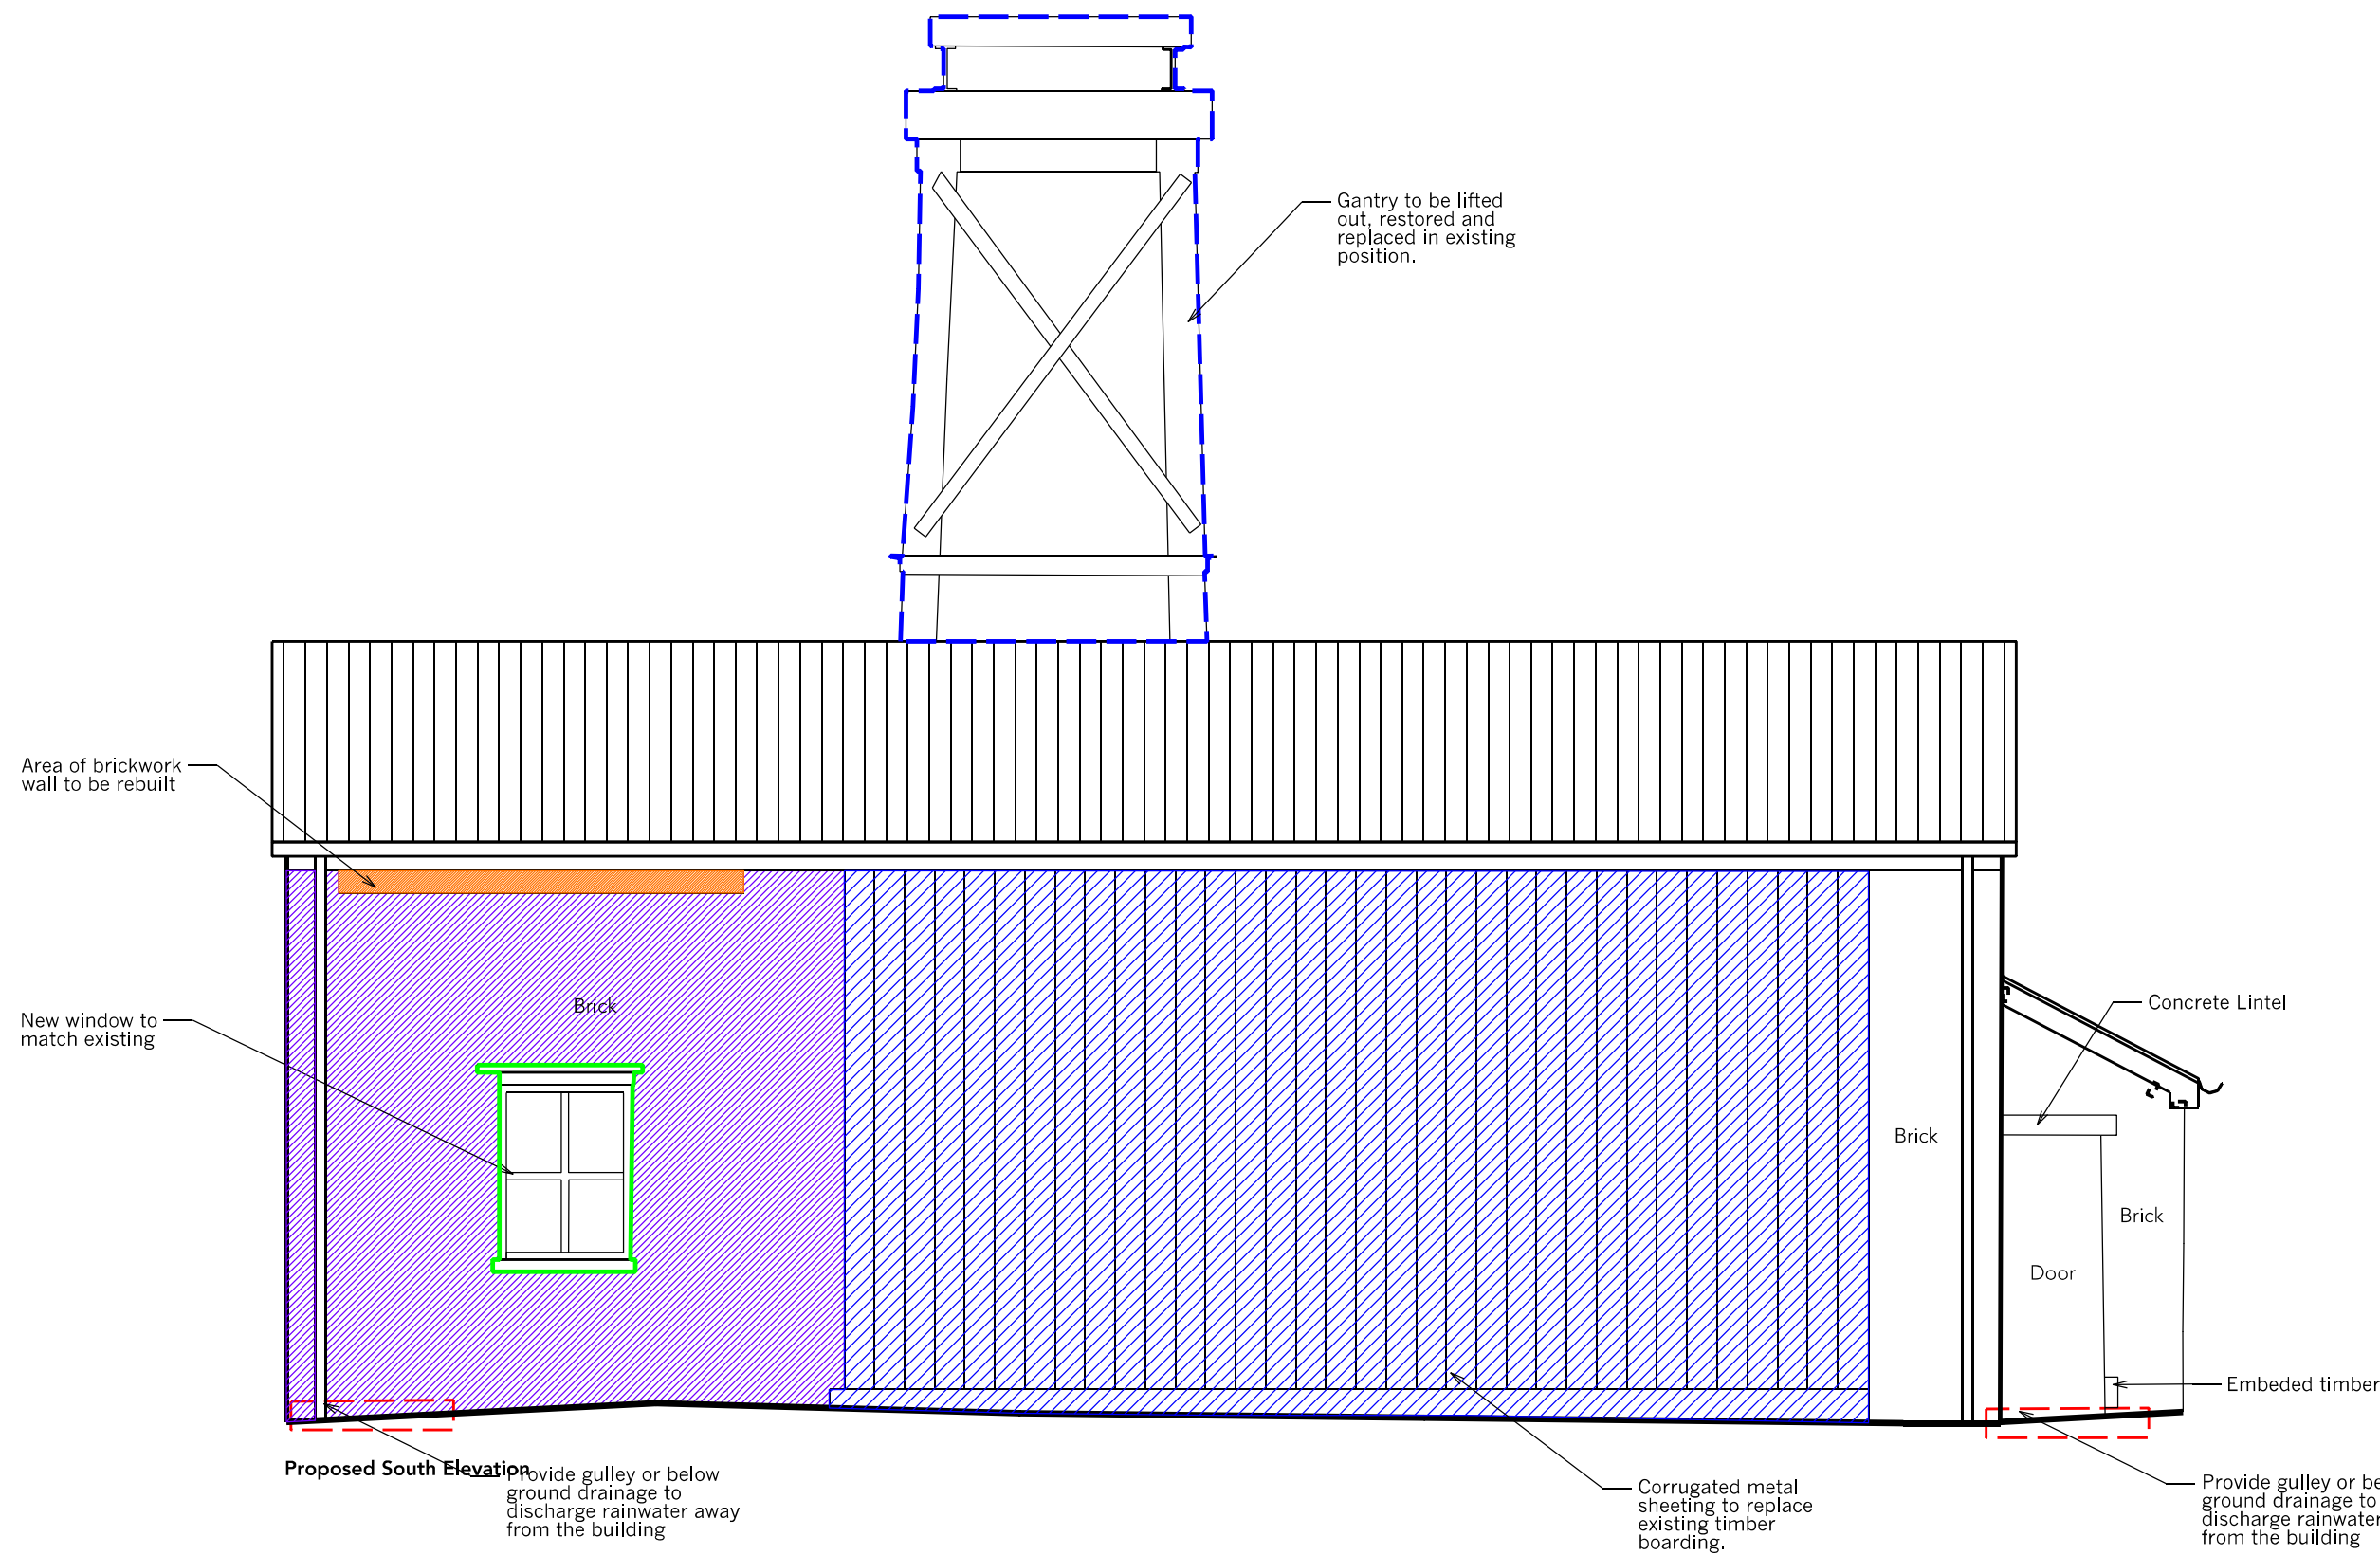 Gantry to be lifted
out, restored and
replaced in existing
position.
Area of brickwork
wall to be rebuilt
New window to
match existing
Brick
Concrete Lintel
Brick
Brick
Door
Embeded timber
Proposed South Elevation
Provide gulley or below
ground drainage to
discharge rainwater away
from the building
Corrugated metal
sheeting to replace
existing timber
boarding.
Provide gulley or be
ground drainage to
discharge rainwater
from the building